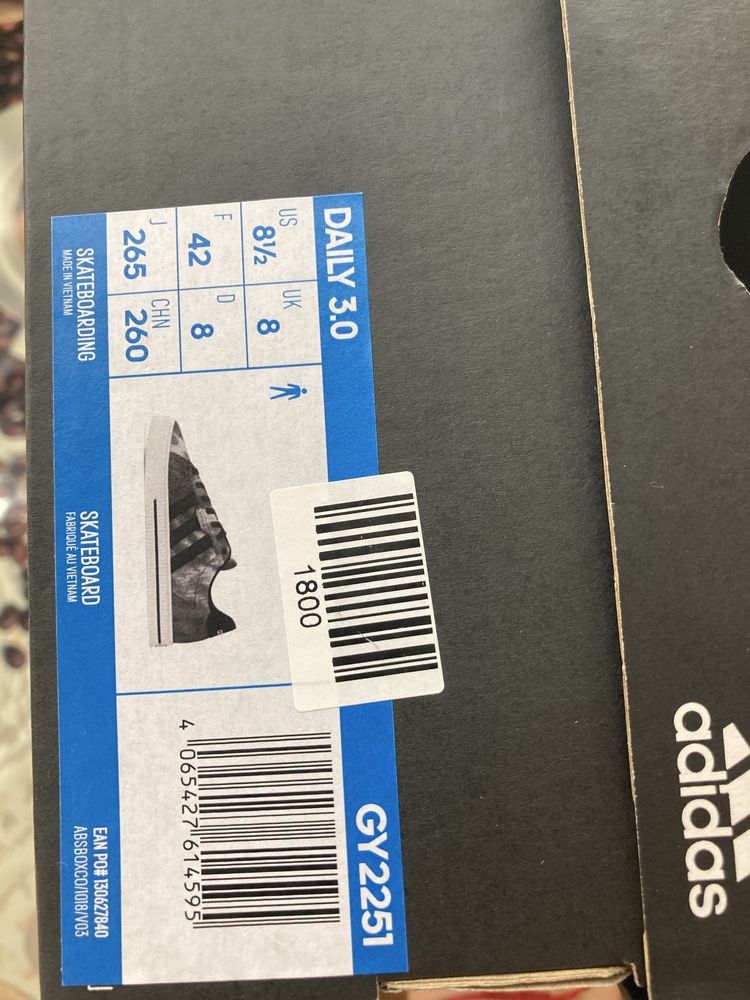 DAILY 3.0
US 8½
UK 8
F 42
D 8
J 265
CHN 260
SKATEBOARDING
MADE IN VIETNAM
SKATEBOARD
FABRIQUÉ AU VIETNAM
1800
GY2251
4 065427 614595
EAN PO# 130627840
ABSBOXCO/1018/V03
adidas